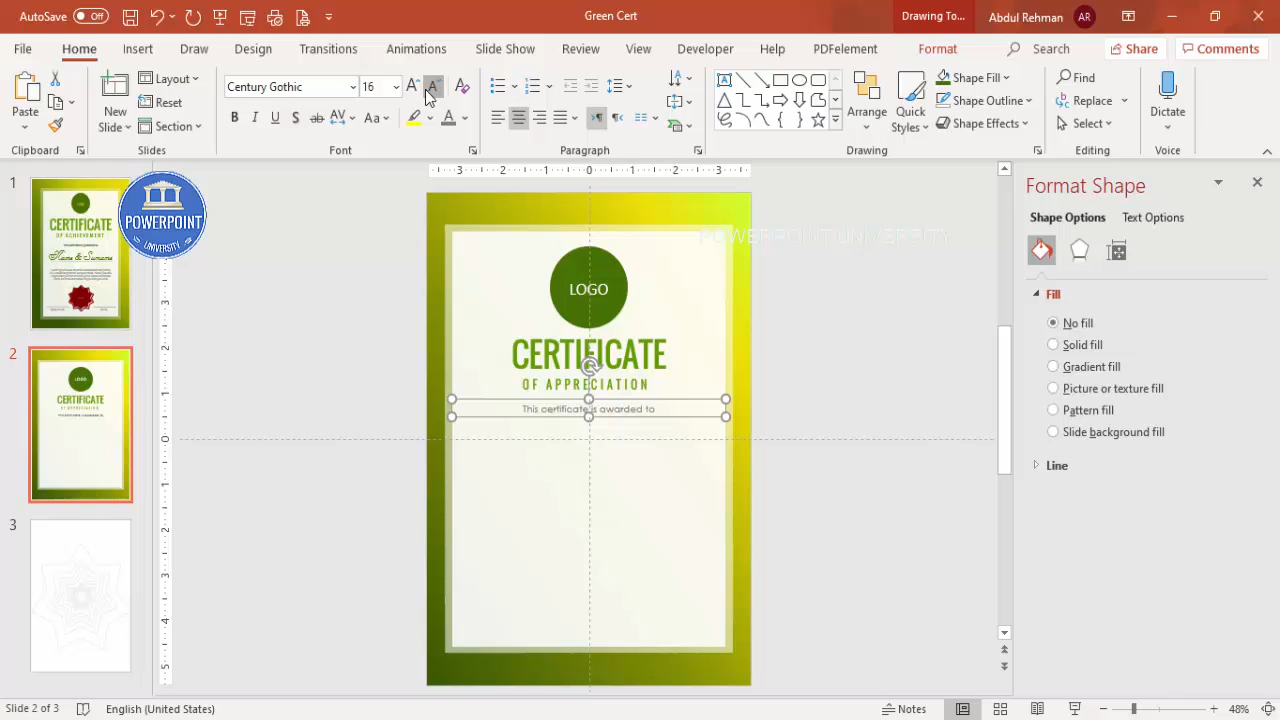 AutoSave Off Green Cert Drawing To... Abdul Rehman AR
File Home Insert Draw Design Transitions Animations Slide Show Review View Developer Help PDFelement Format Search Share Comments
Paste New Slide Layout Reset Section Century Gothic 16 Arrange Quick Styles Shape Fill Shape Outline Shape Effects Find Replace Select Dictate
Clipboard Slides Font Paragraph Drawing Editing Voice
1
CERTIFICATE
OF ACHIEVEMENT
Name & Surname
POWERPOINT
UNIVERSITY
2
LOGO
CERTIFICATE
3
POWERPOINTUNIVERSITY
LOGO
CERTIFICATE
OF APPRECIATION
This certificate is awarded to
Format Shape
Shape Options Text Options
Fill
No fill
Solid fill
Gradient fill
Picture or texture fill
Pattern fill
Slide background fill
Line
Slide 2 of 3 English (United States) Notes 48%